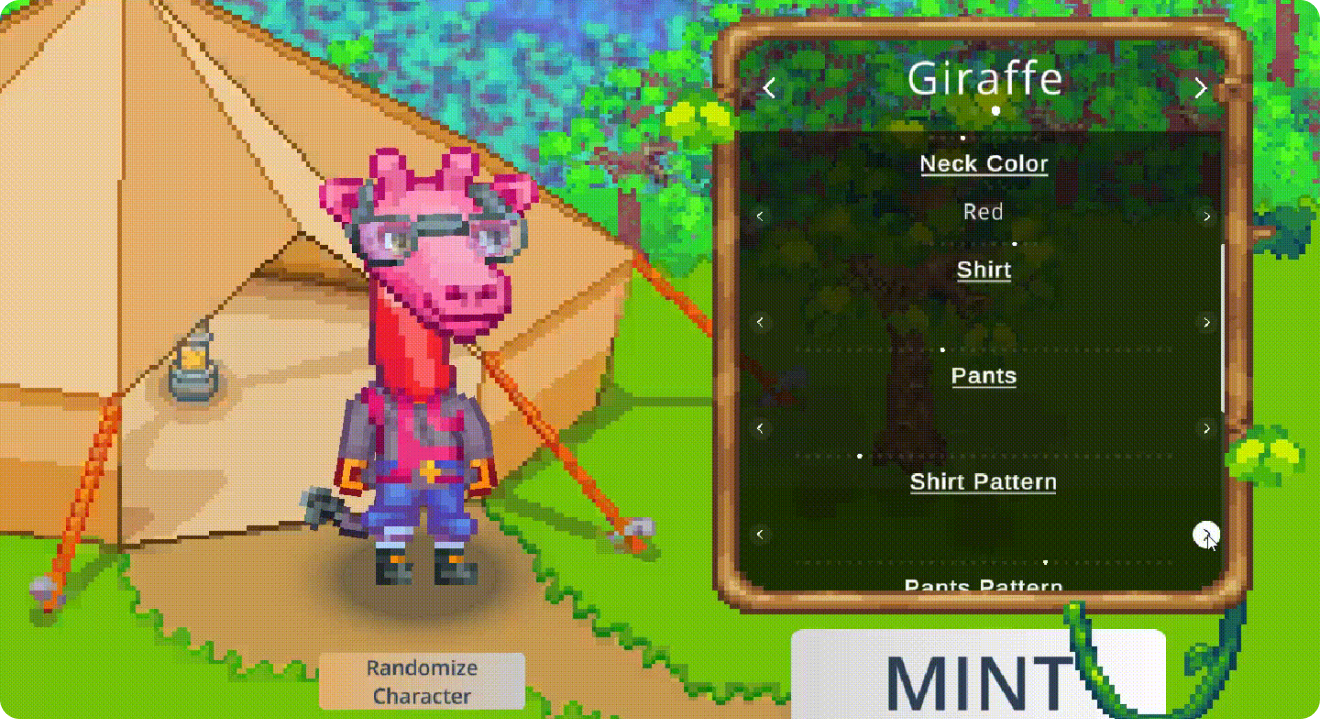 Giraffe
Neck Color
Red
Shirt
Pants
Shirt Pattern
Pants Pattern
Randomize
Character
MINT